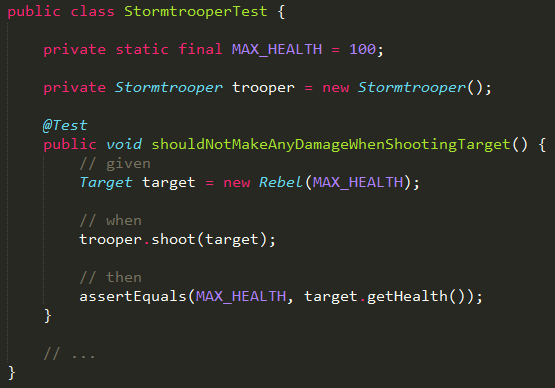 public class StormtrooperTest {
private static final MAX_HEALTH = 100;
private Stormtrooper trooper = new Stormtrooper();
@Test
public void shouldNotMakeAnyDamageWhenShootingTarget() {
// given
Target target = new Rebel(MAX_HEALTH);
// when
trooper.shoot(target);
// then
assertEquals(MAX_HEALTH, target.getHealth());
}
// ...
}